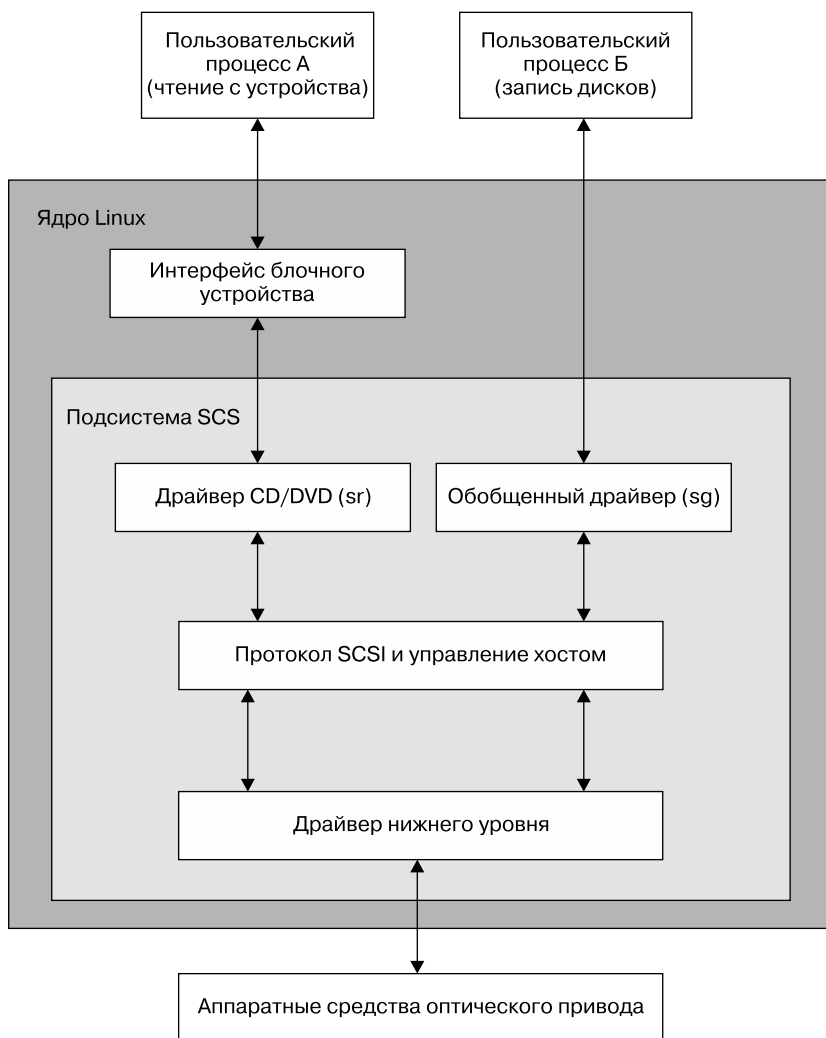 Пользовательский
процесс А
(чтение с устройства)
Пользовательский
процесс Б
(запись дисков)
Ядро Linux
Интерфейс блочного
устройства
Подсистема SCS
Драйвер CD/DVD (sr)
Обобщенный драйвер (sg)
Протокол SCSI и управление хостом
Драйвер нижнего уровня
Аппаратные средства оптического привода